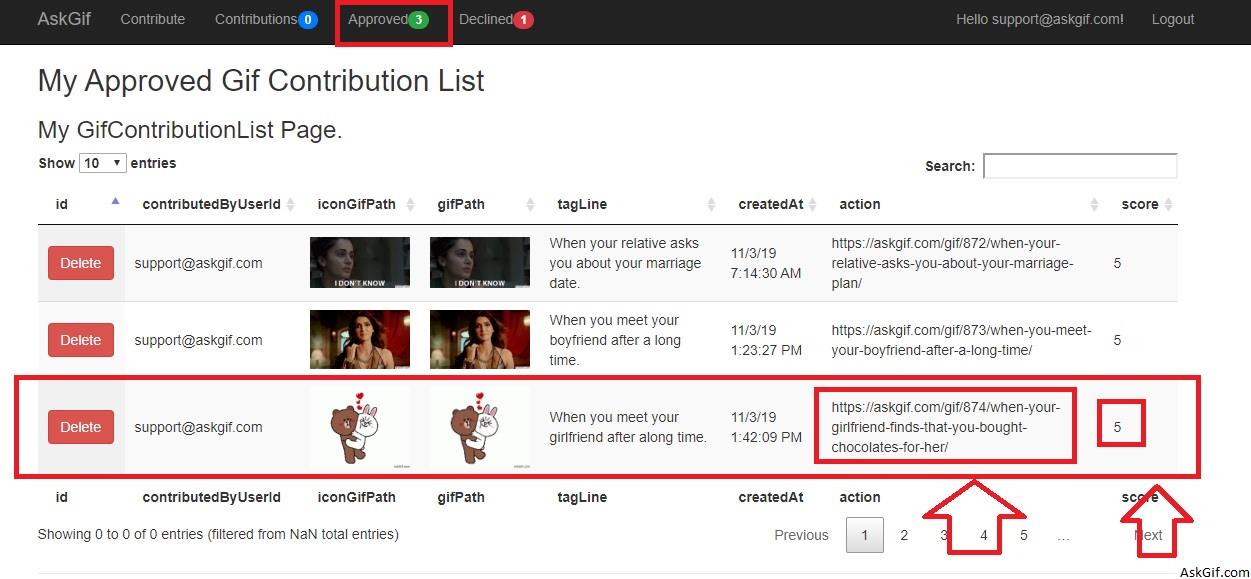 AskGif Contribute Contributions 0 Approved 3 Declined 1 Hello support@askgif.com! Logout
My Approved Gif Contribution List
My GifContributionList Page.
Show 10 entries Search:
id contributedByUserId iconGifPath gifPath tagLine createdAt action score
Delete support@askgif.com
I DON'T KNOW
I DON'T KNOW
When your relative asks
you about your marriage
date.
11/3/19
7:14:30 AM
https://askgif.com/gif/872/when-your-
relative-asks-you-about-your-marriage-
plan/
5
Delete support@askgif.com
When you meet your
boyfriend after a long
time.
11/3/19
1:23:27 PM
https://askgif.com/gif/873/when-you-meet-
your-boyfriend-after-a-long-time/
5
Delete support@askgif.com
When you meet your
girlfriend after along time.
11/3/19
1:42:09 PM
https://askgif.com/gif/874/when-your-
girlfriend-finds-that-you-bought-
chocolates-for-her/
5
id contributedByUserId iconGifPath gifPath tagLine createdAt action score
Showing 0 to 0 of 0 entries (filtered from NaN total entries)
Previous 1 2 3 4 5 … Next
AskGif.com